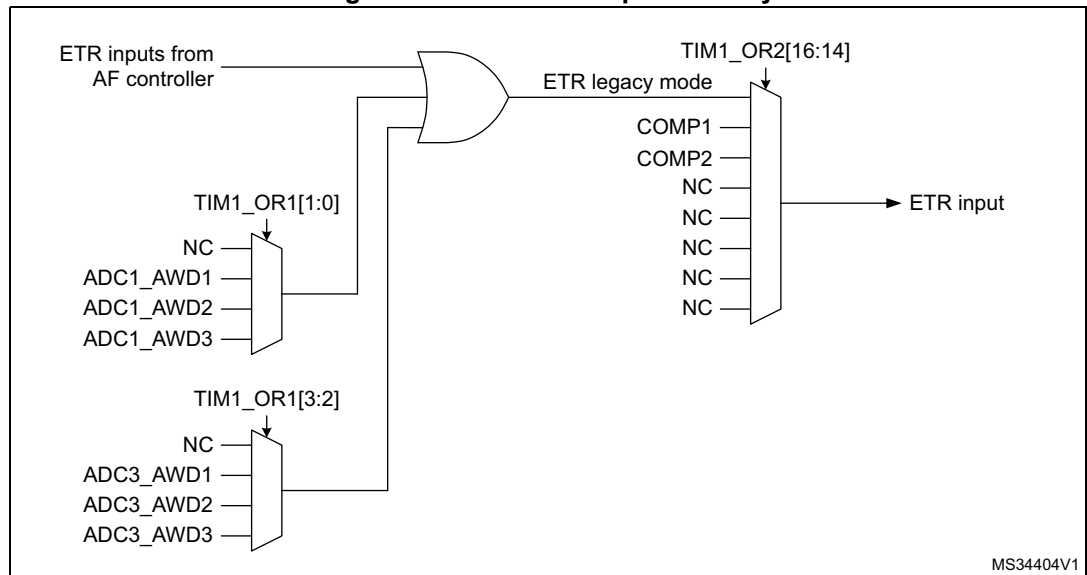 ETR inputs from
AF controller
TIM1_OR2[16:14]
ETR legacy mode
COMP1
COMP2
NC
NC
NC
NC
NC
ETR input
TIM1_OR1[1:0]
NC
ADC1_AWD1
ADC1_AWD2
ADC1_AWD3
TIM1_OR1[3:2]
NC
ADC3_AWD1
ADC3_AWD2
ADC3_AWD3
MS34404V1